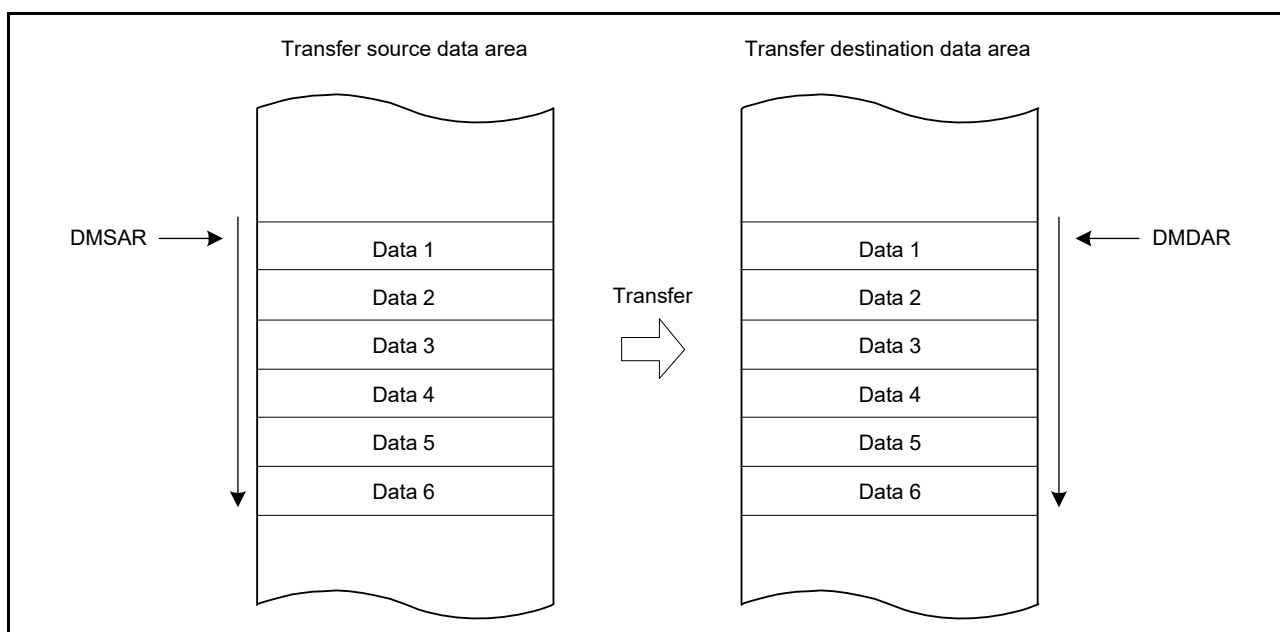 Transfer source data area
Transfer destination data area
DMSAR
Data 1
Data 2
Data 3
Data 4
Data 5
Data 6
Transfer
Data 1
Data 2
Data 3
Data 4
Data 5
Data 6
DMDAR